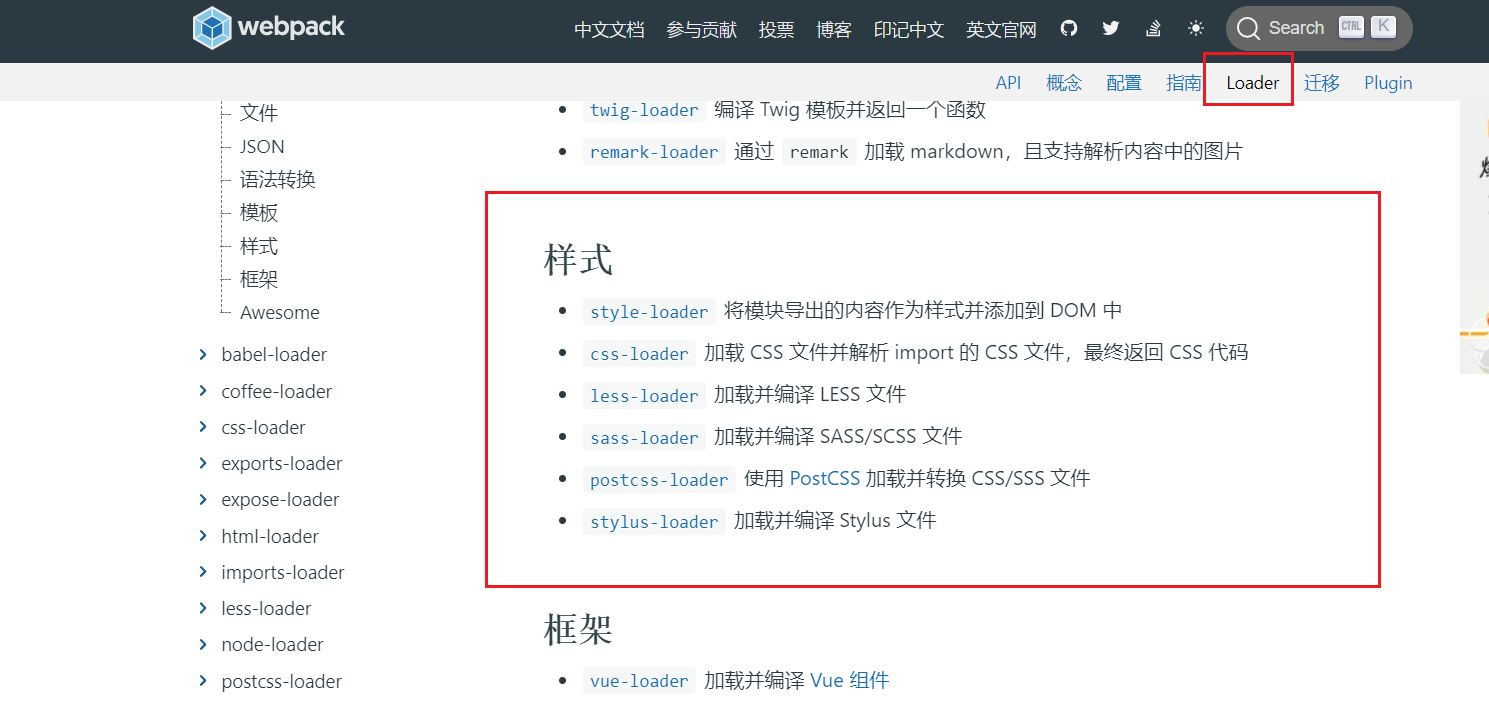 webpack
中文文档 参与贡献 投票 博客 印记中文 英文官网 Search CTRL K
API 概念 配置 指南 Loader 迁移 Plugin
文件
JSON
语法转换
模板
样式
框架
Awesome
babel-loader
coffee-loader
css-loader
exports-loader
expose-loader
html-loader
imports-loader
less-loader
node-loader
postcss-loader
twig-loader 编译 Twig 模板并返回一个函数
remark-loader 通过 remark 加载 markdown，且支持解析内容中的图片
样式
style-loader 将模块导出的内容作为样式并添加到 DOM 中
css-loader 加载 CSS 文件并解析 import 的 CSS 文件，最终返回 CSS 代码
less-loader 加载并编译 LESS 文件
sass-loader 加载并编译 SASS/SCSS 文件
postcss-loader 使用 PostCSS 加载并转换 CSS/SSS 文件
stylus-loader 加载并编译 Stylus 文件
框架
vue-loader 加载并编译 Vue 组件